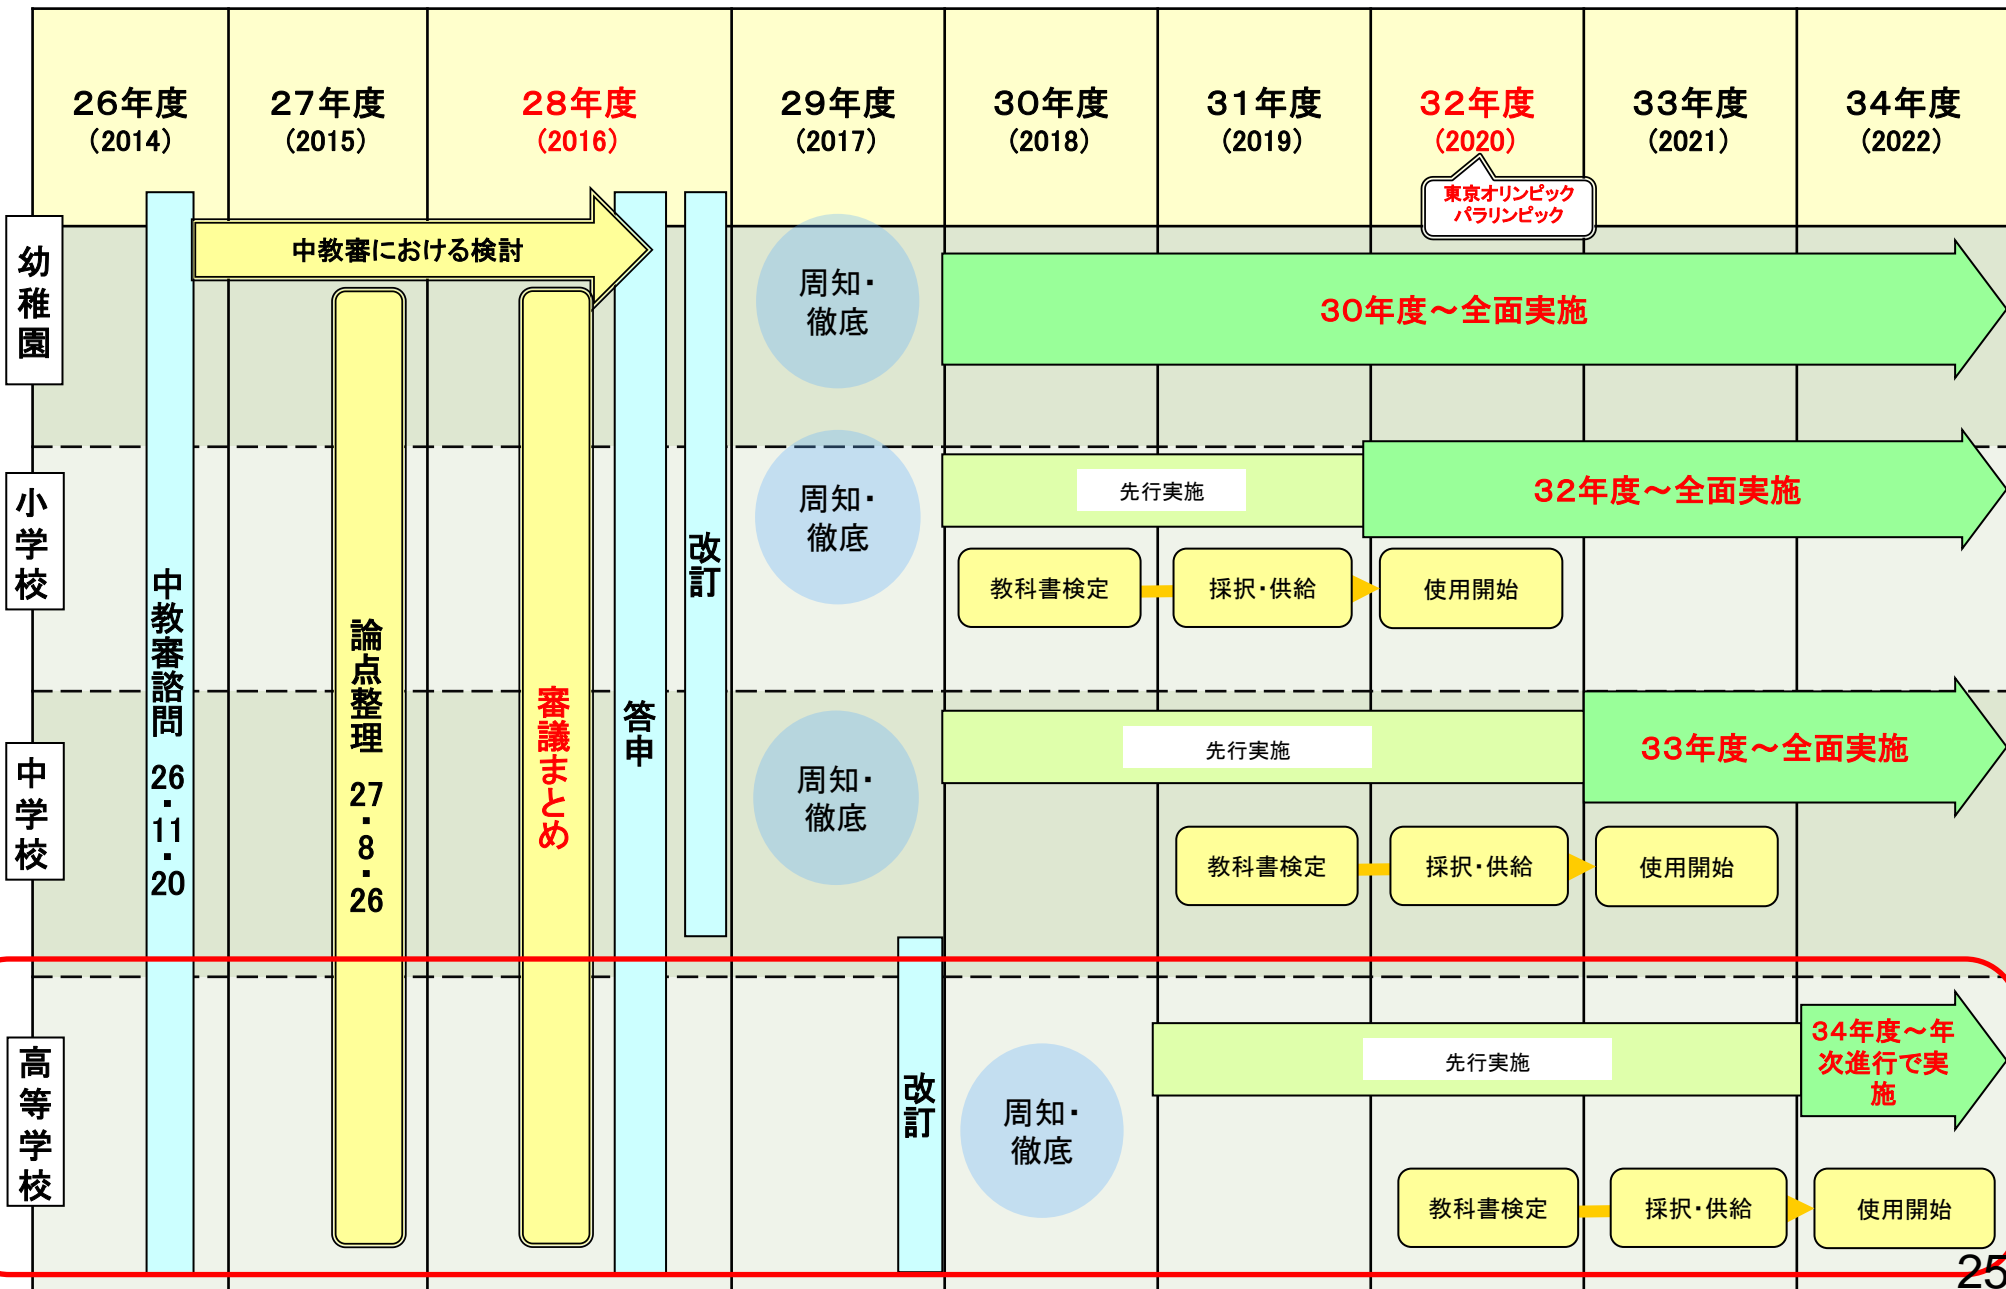 26年度
（2014）
27年度
（2015）
28年度
（2016）
29年度
（2017）
30年度
（2018）
31年度
（2019）
32年度
（2020）
33年度
（2021）
34年度
（2022）
東京オリンピック
パラリンピック
幼稚園
中教審における検討
周知・
徹底
30年度～全面実施
小学校
周知・
徹底
先行実施
32年度～全面実施
教科書検定
採択・供給
使用開始
中教審諮問 26・11・20
論点整理 27・8・26
審議まとめ
答申
改訂
中学校
周知・
徹底
先行実施
33年度～全面実施
教科書検定
採択・供給
使用開始
高等学校
改訂
周知・
徹底
先行実施
34年度～年
次進行で実
施
教科書検定
採択・供給
使用開始
25